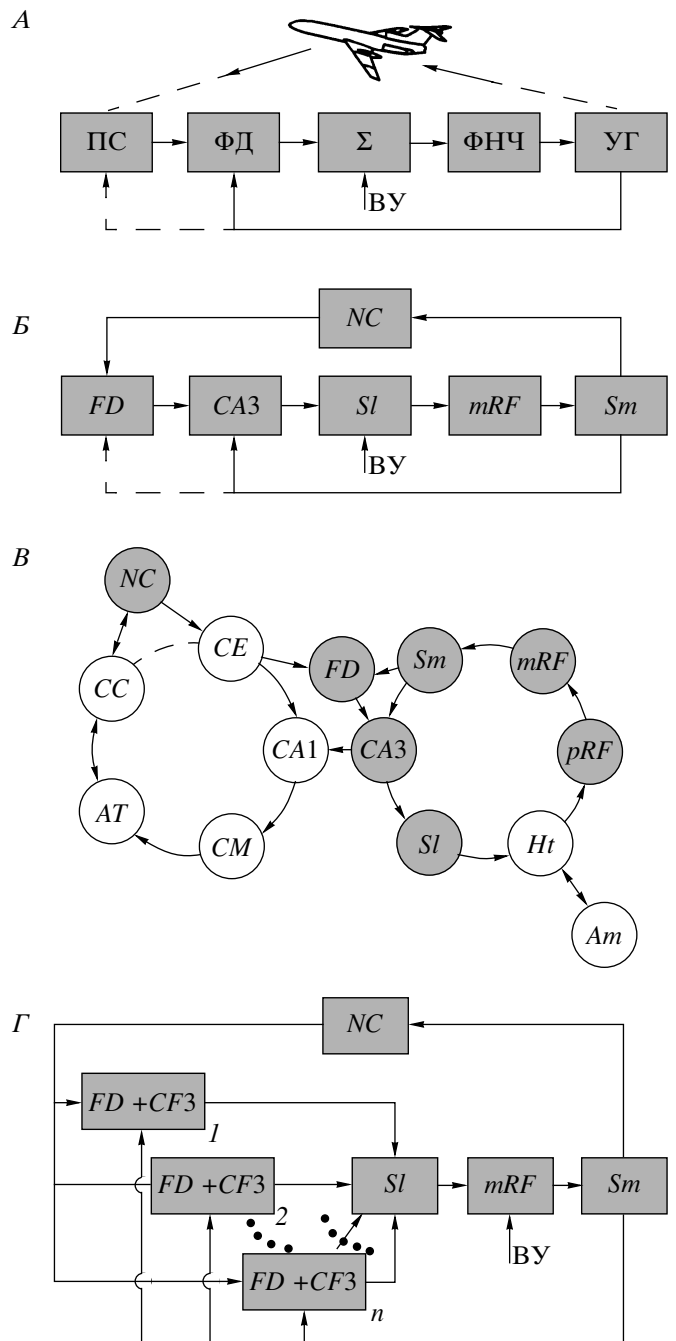 А
ПС ФД Σ ФНЧ УГ
ВУ
Б
NC
FD CA3 Sl mRF Sm
ВУ
В
NC
CE
FD Sm mRF
CC
CA1 CA3 pRF
AT
CM Sl Ht
Am
Г
NC
FD +CF3
1
FD +CF3 Sl mRF Sm
2
ВУ
FD +CF3
n